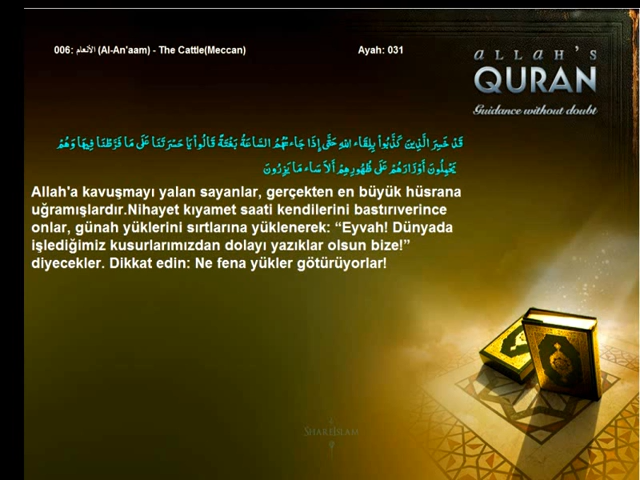 006: الأنعام (Al-An'aam) - The Cattle(Meccan) Ayah: 031
ALLAH'S
QURAN
Guidance without doubt
قَدْ خَسِرَ الَّذِينَ كَذَّبُواْ بِلِقَاء اللّهِ حَتَّى إِذَا جَاءتْهُمُ السَّاعَةُ بَغْتَةً قَالُواْ يَا حَسْرَتَنَا عَلَى مَا فَرَّطْنَا فِيهَا وَهُمْ
يَحْمِلُونَ أَوْزَارَهُمْ عَلَى ظُهُورِهِمْ أَلاَ سَاء مَا يَزِرُونَ
Allah'a kavuşmayı yalan sayanlar, gerçekten en büyük hüsrana
uğramışlardır.Nihayet kıyamet saati kendilerini bastırıverince
onlar, günah yüklerini sırtlarına yüklenerek: “Eyvah! Dünyada
işlediğimiz kusurlarımızdan dolayı yazıklar olsun bize!”
diyecekler. Dikkat edin: Ne fena yükler götürüyorlar!
SHAREISLAM